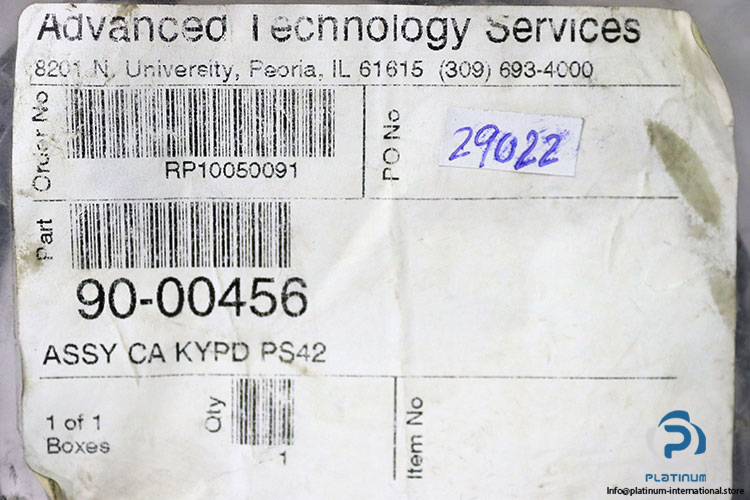 Advanced Technology Services
8201 N. University, Peoria, IL 61615 (309) 693-4000
Order No
RP10050091
PO No
29022
Part
90-00456
ASSY CA KYPD PS42
1 of 1
Boxes
Qty
1
Item No
PLATINUM
Info@platinum-international.store